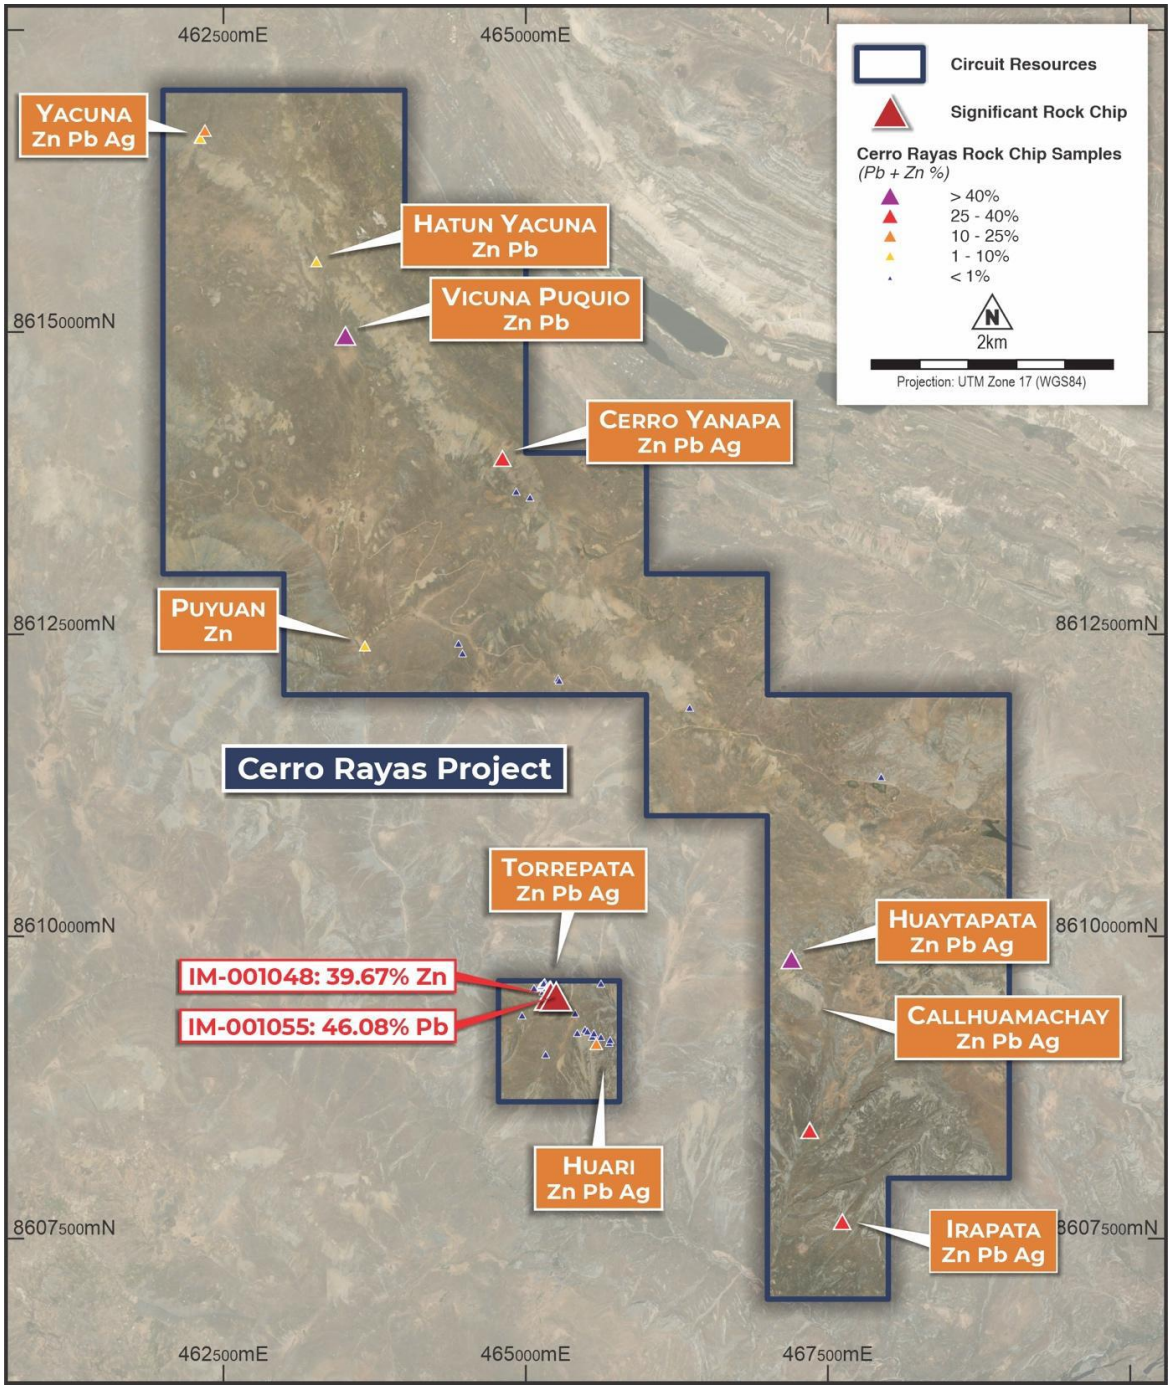 462500mE
465000mE
Circuit Resources
Significant Rock Chip
Cerro Rayas Rock Chip Samples
(Pb + Zn %)
> 40%
25 - 40%
10 - 25%
1 - 10%
< 1%
N
2km
Projection: UTM Zone 17 (WGS84)
YACUNA
Zn Pb Ag
HATUN YACUNA
Zn Pb
VICUNA PUQUIO
Zn Pb
8615000mN
CERRO YANAPA
Zn Pb Ag
PUYUAN
Zn
8612500mN
8612500mN
Cerro Rayas Project
TORREPATA
Zn Pb Ag
8610000mN
HUAYTAPATA
Zn Pb Ag
8610000mN
IM-001048: 39.67% Zn
IM-001055: 46.08% Pb
CALLHUAMACHAY
Zn Pb Ag
HUARI
Zn Pb Ag
8607500mN
IRAPATA
Zn Pb Ag
8607500mN
462500mE
465000mE
467500mE